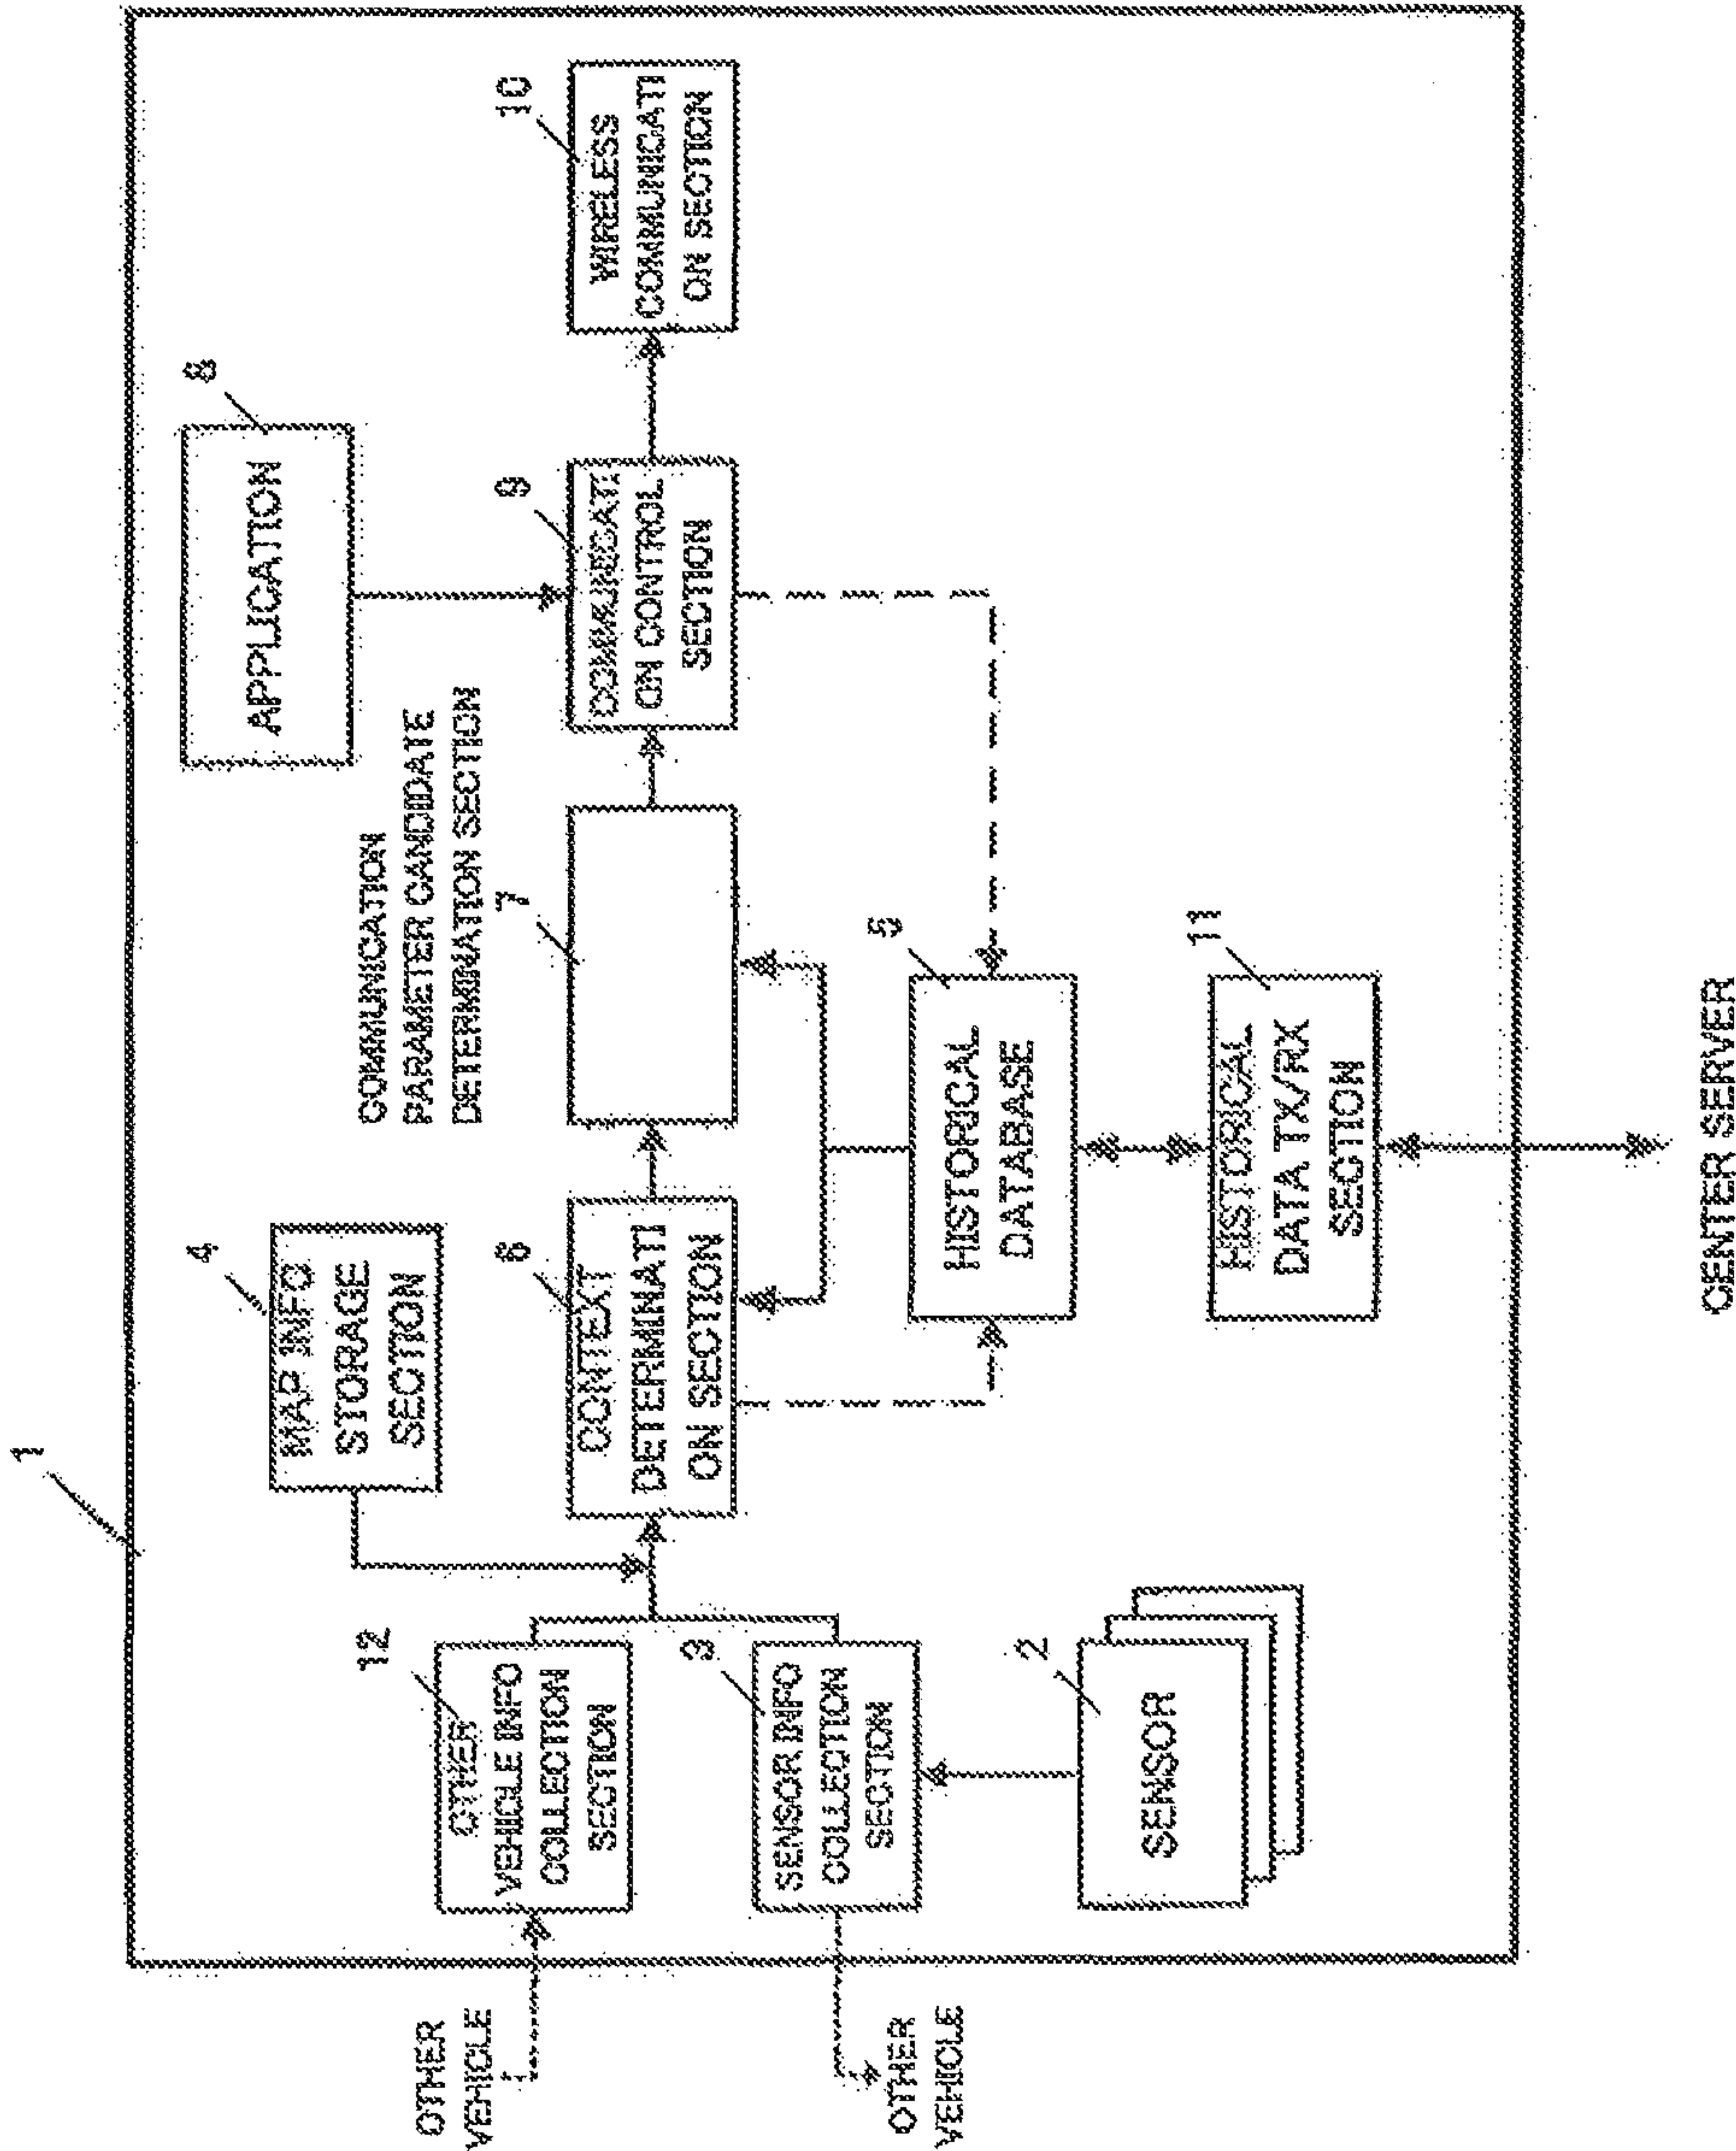 1
4
MAP INFO
STORAGE
SECTION
8
APPLICATION
COMMUNICATION
PARAMETER CANDIDATE
DETERMINATION SECTION
12
OTHER
VEHICLE INFO
COLLECTION
SECTION
OTHER
VEHICLE
6
CONTEXT
DETERMINATI
ON SECTION
7
9
COMMUNICATI
ON CONTROL
SECTION
10
WIRELESS
COMMUNICATI
ON SECTION
3
SENSOR INFO
COLLECTION
SECTION
OTHER
VEHICLE
5
HISTORICAL
DATABASE
2
SENSOR
11
HISTORICAL
DATA TX/RX
SECTION
CENTER SERVER